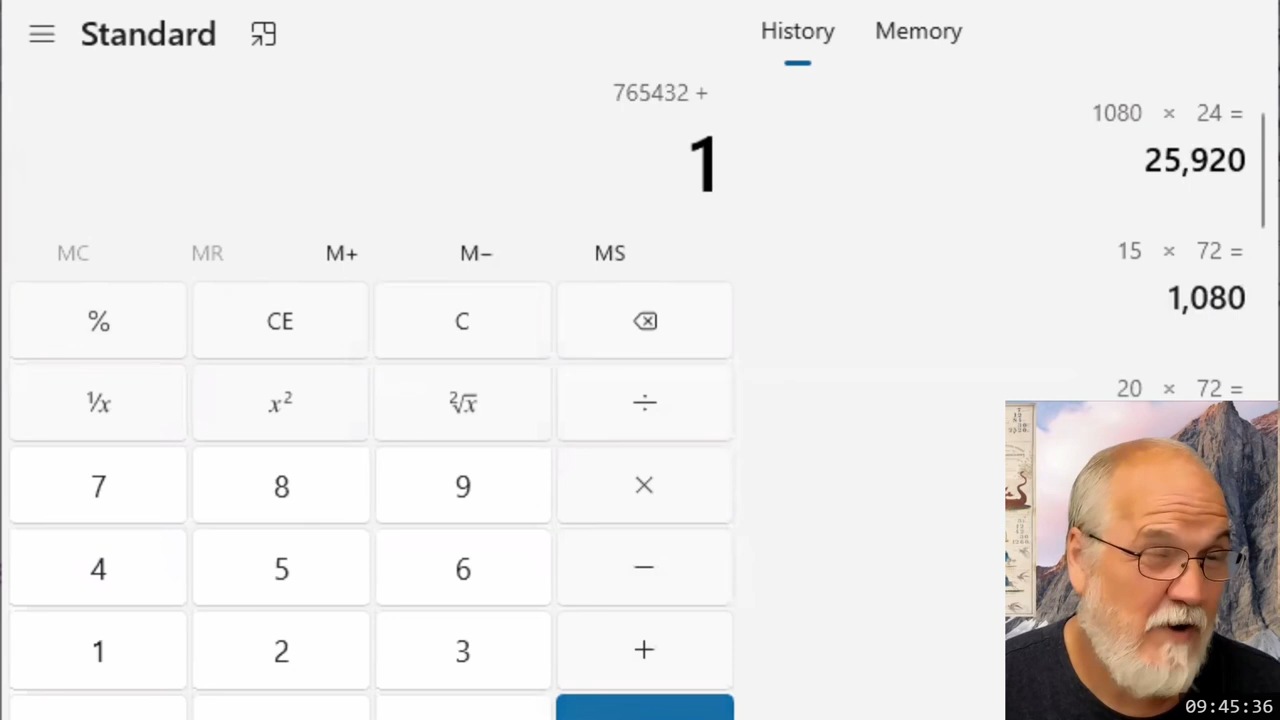 Standard
History Memory
765432 +
1
1080 × 24 =
25,920
15 × 72 =
1,080
20 × 72 =
MC MR M+ M− MS
% CE C
⅟x x² ²√x ÷
7 8 9 ×
4 5 6 −
1 2 3 +
09:45:36